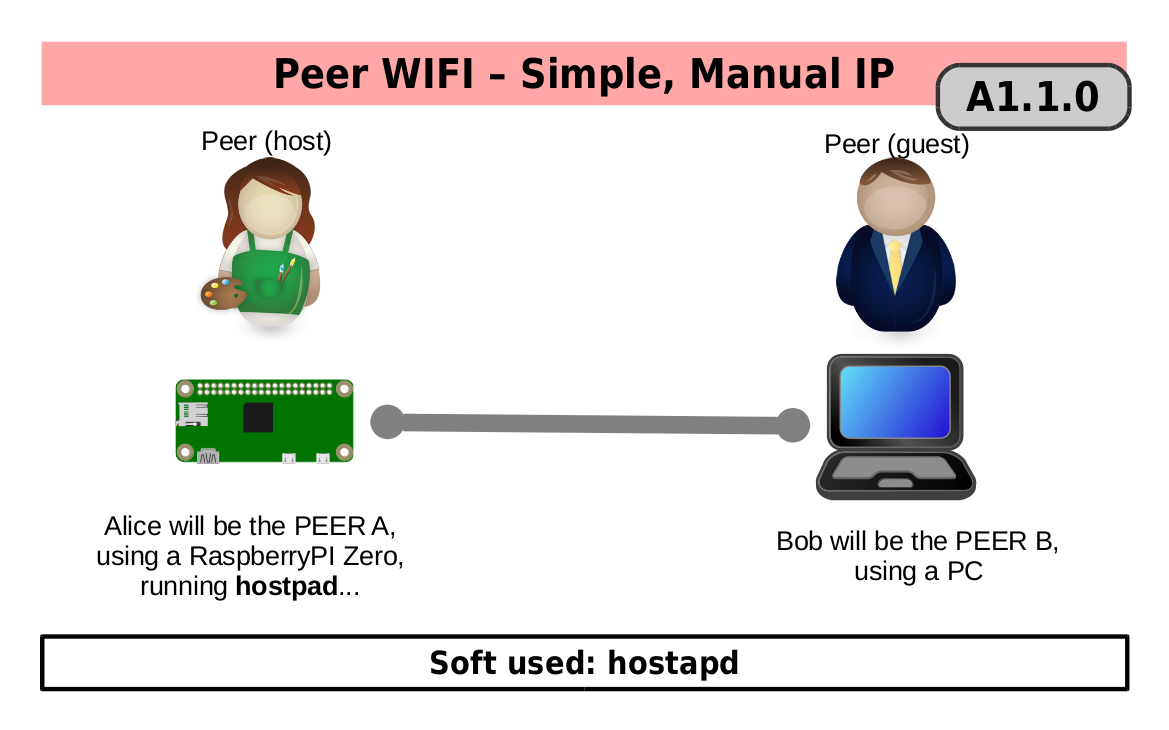 Peer WIFI – Simple, Manual IP
A1.1.0
Peer (host)
Peer (guest)
Alice will be the PEER A,
using a RaspberryPI Zero,
running hostpad...
Bob will be the PEER B,
using a PC
Soft used: hostapd